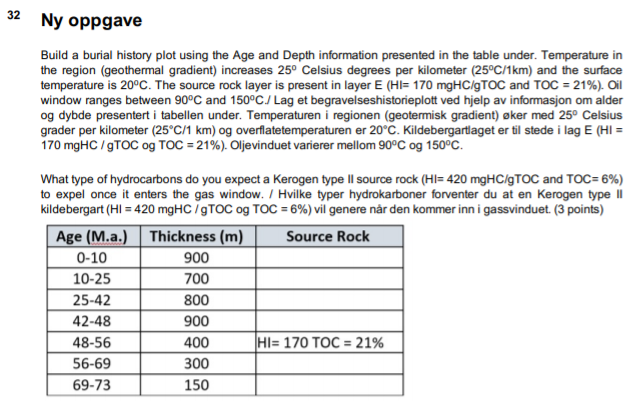 32 Ny oppgave
Build a burial history plot using the Age and Depth information presented in the table under. Temperature in
the region (geothermal gradient) increases 25º Celsius degrees per kilometer (25ºC/1km) and the surface
temperature is 20ºC. The source rock layer is present in layer E (HI= 170 mgHC/gTOC and TOC = 21%). Oil
window ranges between 90ºC and 150ºC./ Lag et begravelseshistorieplott ved hjelp av informasjon om alder
og dybde presentert i tabellen under. Temperaturen i regionen (geotermisk gradient) øker med 25º Celsius
grader per kilometer (25°C/1 km) og overflatetemperaturen er 20°C. Kildebergartlaget er til stede i lag E (HI =
170 mgHC / gTOC og TOC = 21%). Oljevinduet varierer mellom 90ºC og 150ºC.
What type of hydrocarbons do you expect a Kerogen type II source rock (HI= 420 mgHC/gTOC and TOC= 6%)
to expel once it enters the gas window. / Hvilke typer hydrokarboner forventer du at en Kerogen type II
kildebergart (HI = 420 mgHC / gTOC og TOC = 6%) vil genere når den kommer inn i gassvinduet. (3 points)
Age (M.a.) Thickness (m) Source Rock
0-10 900
10-25 700
25-42 800
42-48 900
48-56 400 HI= 170 TOC = 21%
56-69 300
69-73 150